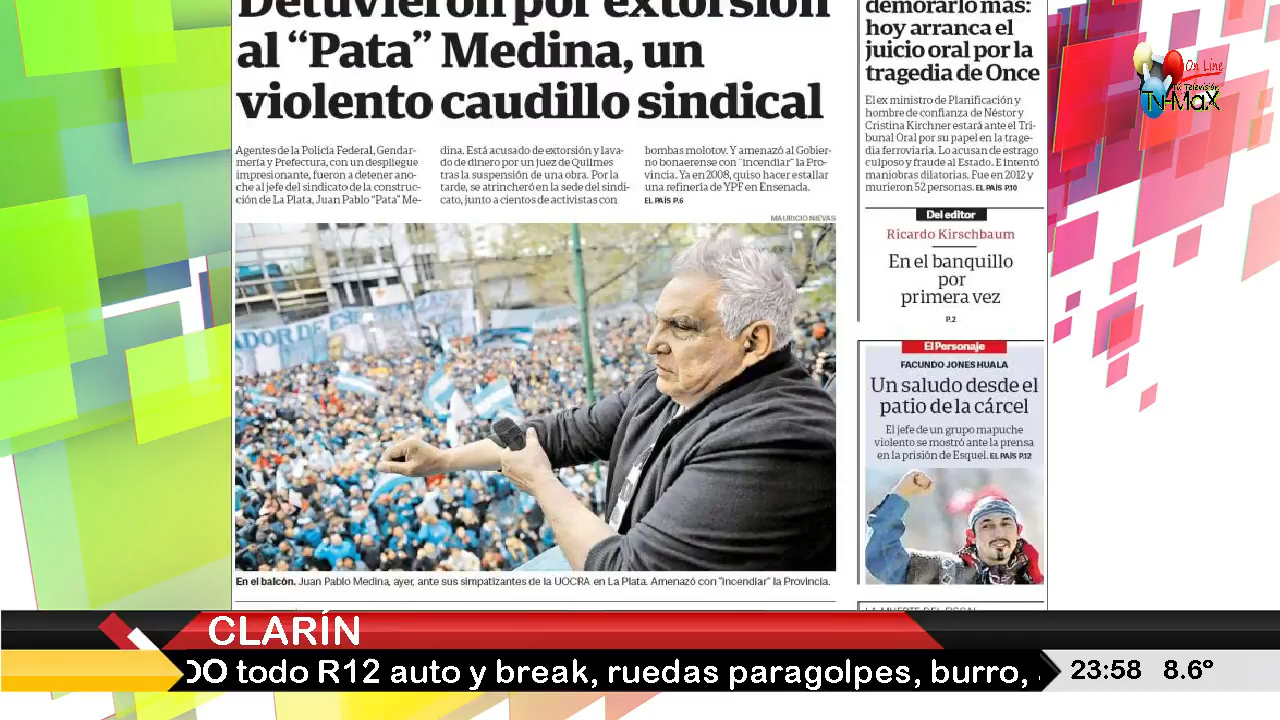 Detuvieron por extorsión
al “Pata” Medina, un
violento caudillo sindical
Agentes de la Policía Federal, Gendar-
mería y Prefectura, con un despliegue
impresionante, fueron a detener ano-
che al jefe del sindicato de la construc-
ción de La Plata, Juan Pablo “Pata” Me-
dina. Está acusado de extorsión y lava-
do de dinero por un juez de Quilmes
tras la suspensión de una obra. Por la
tarde, se atrincheró en la sede del sindi-
cato, junto a cientos de activistas con
bombas molotov. Y amenazó al Gobier-
no bonaerense con “incendiar” la Pro-
vincia. Ya en 2008, quiso hacer estallar
una refinería de YPF en Ensenada.
EL PAÍS P.6
MAURICIO NIEVAS
En el balcón. Juan Pablo Medina, ayer, ante sus simpatizantes de la UOCRA en La Plata. Amenazó con “incendiar” la Provincia.
demorarlo más:
hoy arranca el
juicio oral por la
tragedia de Once
El ex ministro de Planificación y
hombre de confianza de Néstor y
Cristina Kirchner estará ante el Tri-
bunal Oral por su papel en la trage-
dia ferroviaria. Lo acusan de estrago
culposo y fraude al Estado. E intentó
maniobras dilatorias. Fue en 2012 y
murieron 52 personas. EL PAÍS P.10
Del editor
Ricardo Kirschbaum
En el banquillo
por
primera vez
P.2
El Personaje
FACUNDO JONES HUALA
Un saludo desde el
patio de la cárcel
El jefe de un grupo mapuche
violento se mostró ante la prensa
en la prisión de Esquel. EL PAÍS P.12
On Line
Tu Televisión
TV-MaX
CLARÍN
DO todo R12 auto y break, ruedas paragolpes, burro,
23:58 8.6º